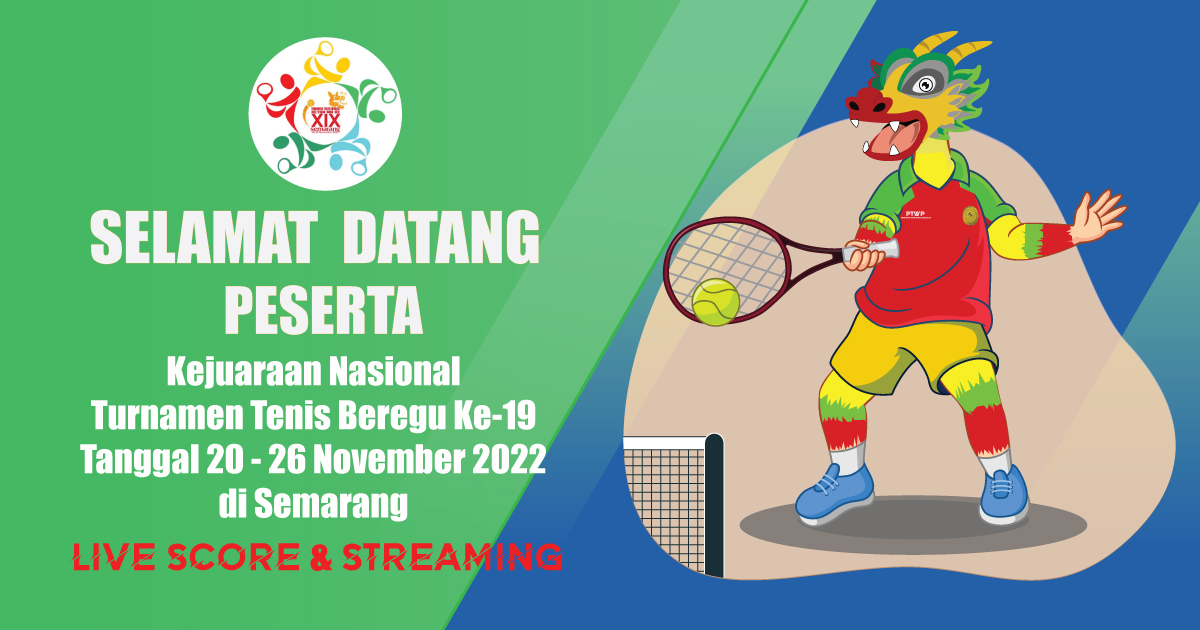 XIX
Semarang
SELAMAT DATANG
PESERTA
Kejuaraan Nasional
Turnamen Tenis Beregu Ke-19
Tanggal 20 - 26 November 2022
di Semarang
LIVE SCORE & STREAMING
PTWP